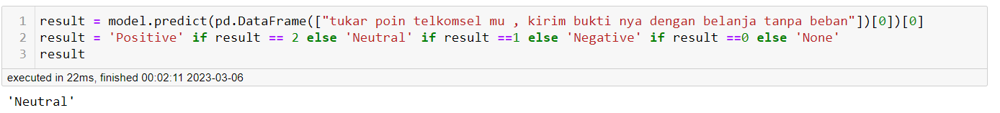 1 result = model.predict(pd.DataFrame(["tukar poin telkomsel mu , kirim bukti nya dengan belanja tanpa beban"])[0])[0]
2 result = 'Positive' if result == 2 else 'Neutral' if result ==1 else 'Negative' if result ==0 else 'None'
3 result
executed in 22ms, finished 00:02:11 2023-03-06
'Neutral'